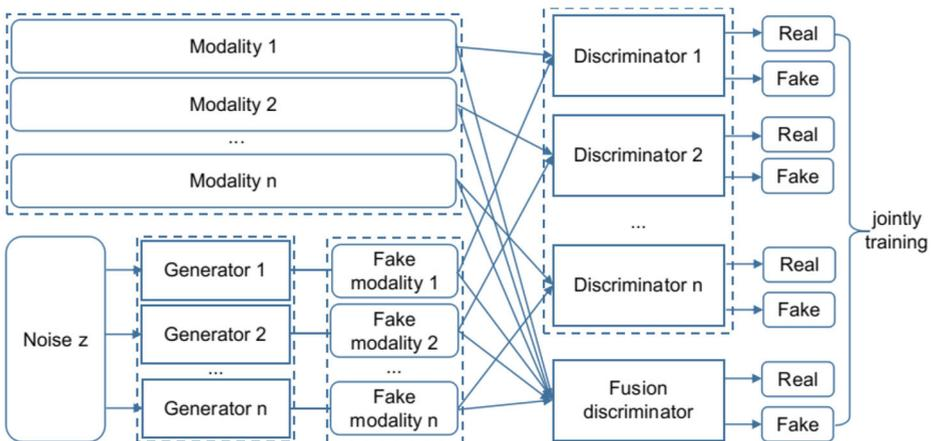 Modality 1
Modality 2
...
Modality n
Noise z
Generator 1
Generator 2
...
Generator n
Fake
modality 1
Fake
modality 2
...
Fake
modality n
Discriminator 1
Discriminator 2
...
Discriminator n
Fusion
discriminator
Real
Fake
Real
Fake
Real
Fake
Real
Fake
jointly
training